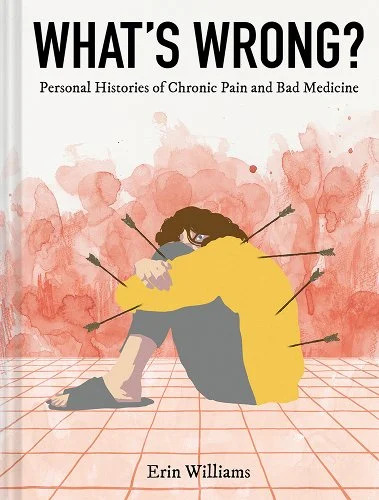 WHAT'S WRONG?
Personal Histories of Chronic Pain and Bad Medicine
Erin Williams